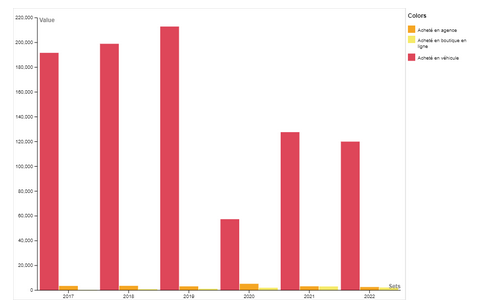 220,000
Value
200,000
180,000
160,000
140,000
120,000
100,000
80,000
60,000
40,000
20,000
0
2017 2018 2019 2020 2021 2022
Sets
Colors
Acheté en agence
Acheté en boutique en
ligne
Acheté en véhicule